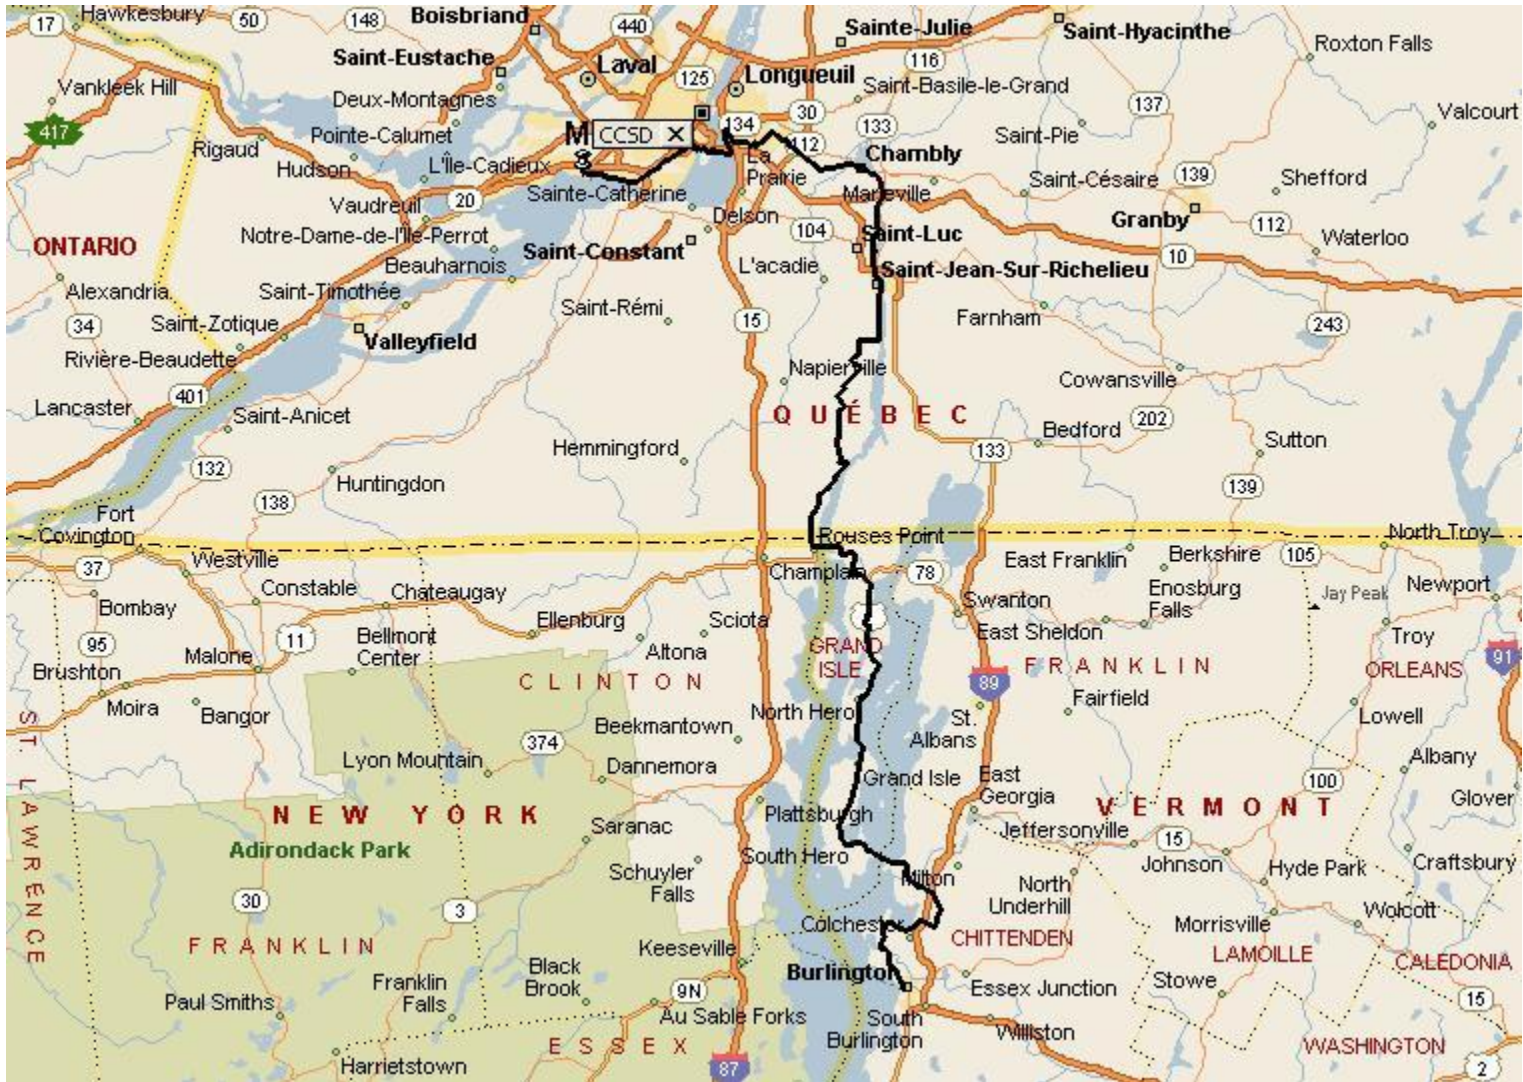 17
Hawkesbury
50
148
Boisbriand
440
Sainte-Julie
Saint-Hyacinthe
Roxton Falls
Saint-Eustache
Laval
125
Longueuil
116
Saint-Basile-le-Grand
Vankleek Hill
Deux-Montagnes
137
Valcourt
417
Pointe-Calumet
M
CCSD
134
30
112
133
Saint-Pie
Rigaud
Hudson
L'Île-Cadieux
La
Prairie
Chambly
20
Sainte-Catherine
Marieville
Saint-Césaire
139
Shefford
Vaudreuil
Delson
Granby
112
ONTARIO
Notre-Dame-de-l'Île-Perrot
Saint-Constant
104
Saint-Luc
Waterloo
Beauharnois
L'acadie
Saint-Jean-Sur-Richelieu
10
Alexandria
Saint-Timothée
Saint-Rémi
34
Saint-Zotique
15
Farnham
243
Valleyfield
Rivière-Beaudette
Napierville
Cowansville
401
Lancaster
Saint-Anicet
QUÉBEC
202
Bedford
Sutton
Hemmingford
133
132
Huntingdon
139
138
Fort
Covington
Rouses Point
North Troy
Westville
37
East Franklin
Berkshire
105
Champlain
78
Constable
Chateaugay
Enosburg
Falls
Jay Peak
Newport
Bombay
Swanton
Ellenburg
Sciota
11
Bellmont
Center
East Sheldon
Troy
95
Malone
Altona
GRAND
ISLE
FRANKLIN
ORLEANS
91
Brushton
CLINTON
89
Moira
Bangor
North Hero
Fairfield
Lowell
Beekmantown
St.
Albans
ST. LAWRENCE
374
Lyon Mountain
Dannemora
Grand Isle
East
Georgia
Albany
100
Glover
NEW YORK
Plattsburgh
VERMONT
Saranac
Jeffersonville
15
Adirondack Park
South Hero
Johnson
Hyde Park
Craftsbury
Schuyler
Falls
Milton
North
Underhill
30
3
Wolcott
Colchester
Morrisville
FRANKLIN
Keeseville
CHITTENDEN
LAMOILLE
CALEDONIA
Black
Brook
Burlington
Franklin
Falls
9N
Essex Junction
Stowe
Paul Smiths
15
Au Sable Forks
South
Burlington
Williston
ESSEX
WASHINGTON
Harrietstown
87
2